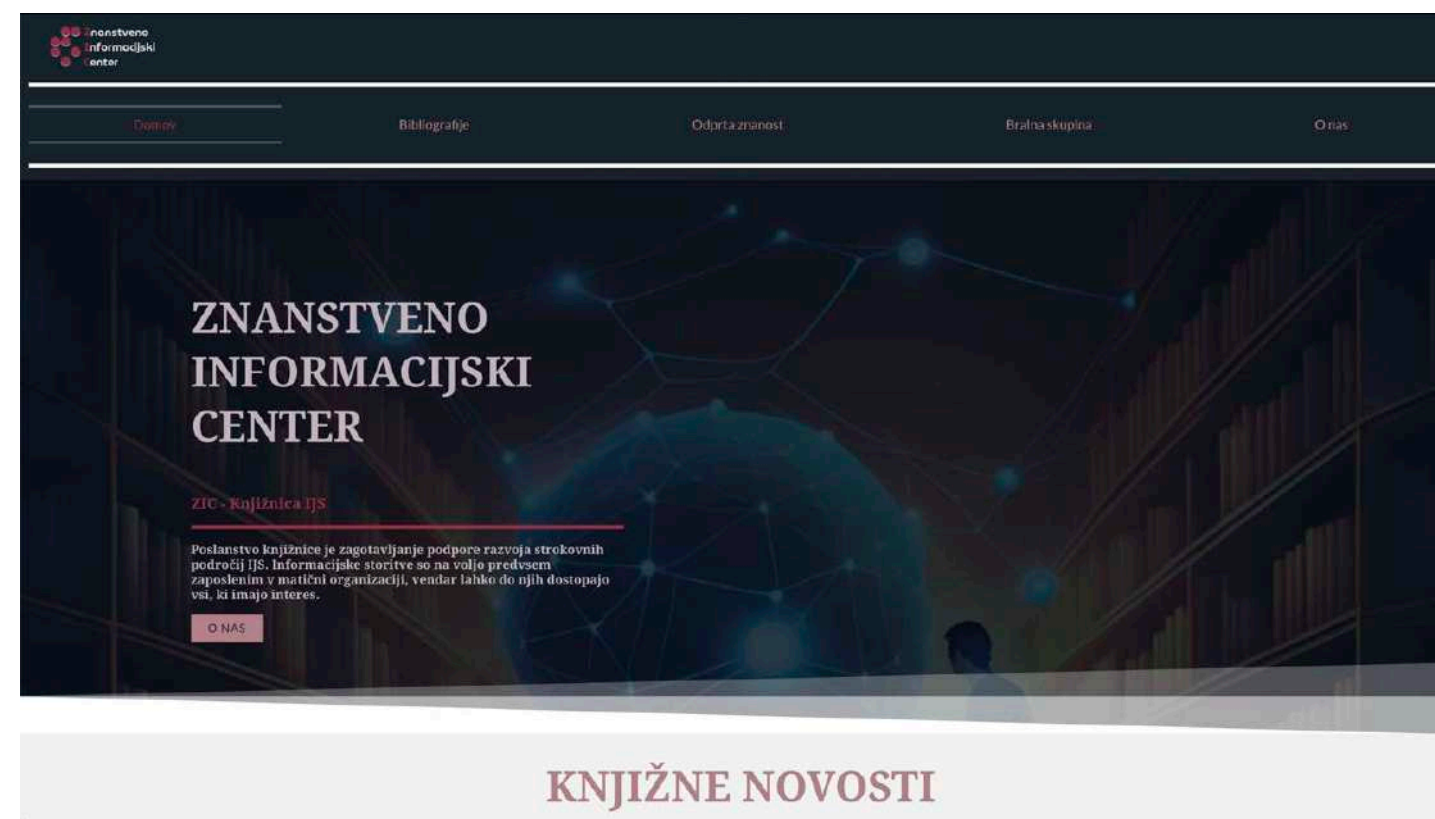 Znanstveno
Informacijski
Center
Domov
Bibliografije
Odprta znanost
Bralna skupina
O nas
ZNANSTVENO
INFORMACIJSKI
CENTER
ZIC - Knjižnica IJS
Poslanstvo knjižnice je zagotavljanje podpore razvoja strokovnih
področij IJS. Informacijske storitve so na voljo predvsem
zaposlenim v matični organizaciji, vendar lahko do njih dostopajo
vsi, ki imajo interes.
O NAS
KNJIŽNE NOVOSTI